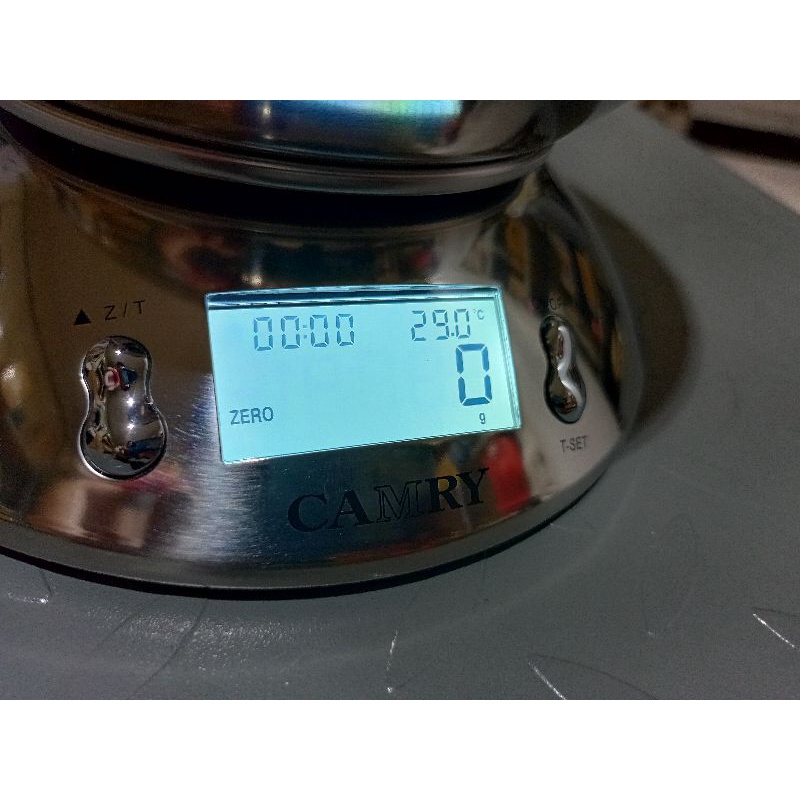 ▲ Z/T
00:00 29.0°C
0
ZERO g
T-SET
CAMRY